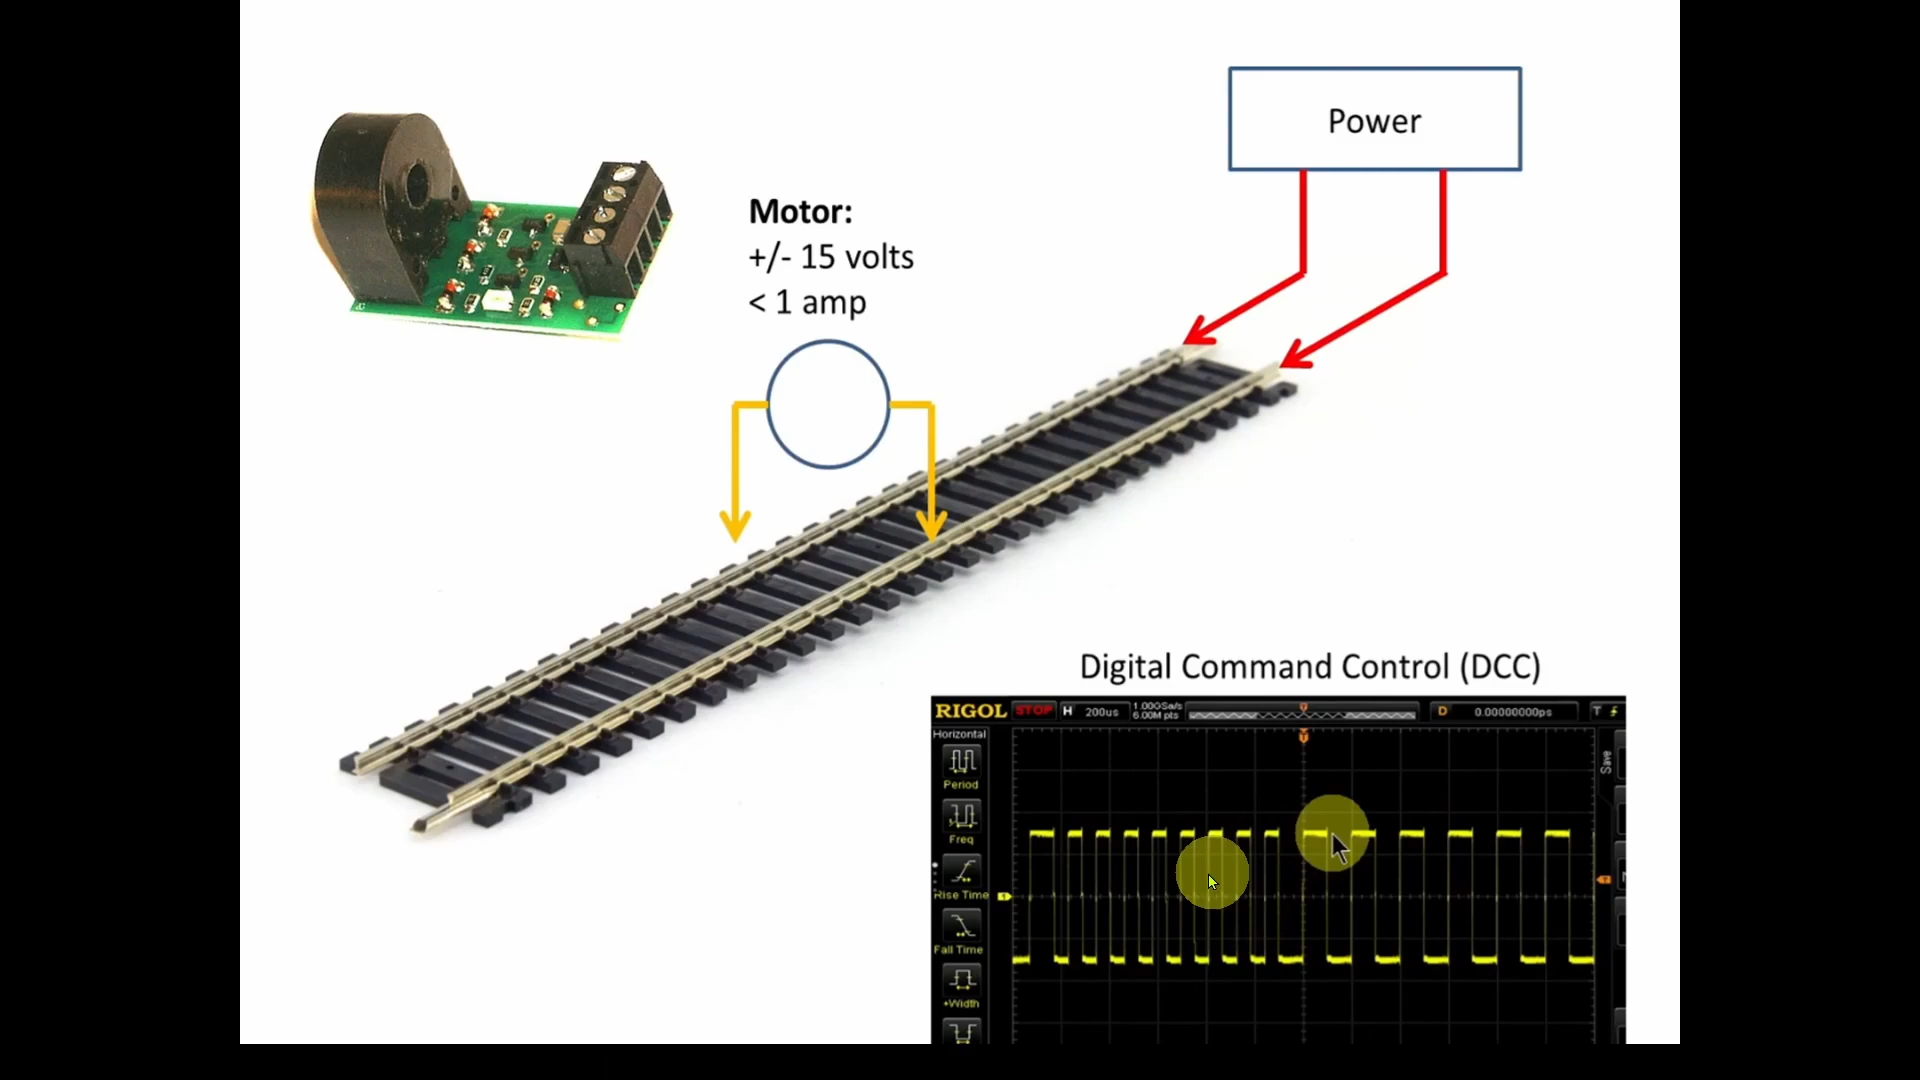 Power
Motor:
+/- 15 volts
< 1 amp
Digital Command Control (DCC)
RIGOL STOP H 200us 1.00GSa/s 6.00M pts D 0.00000000ps T
Horizontal
Period
Freq
Rise Time
Fall Time
+Width
Save